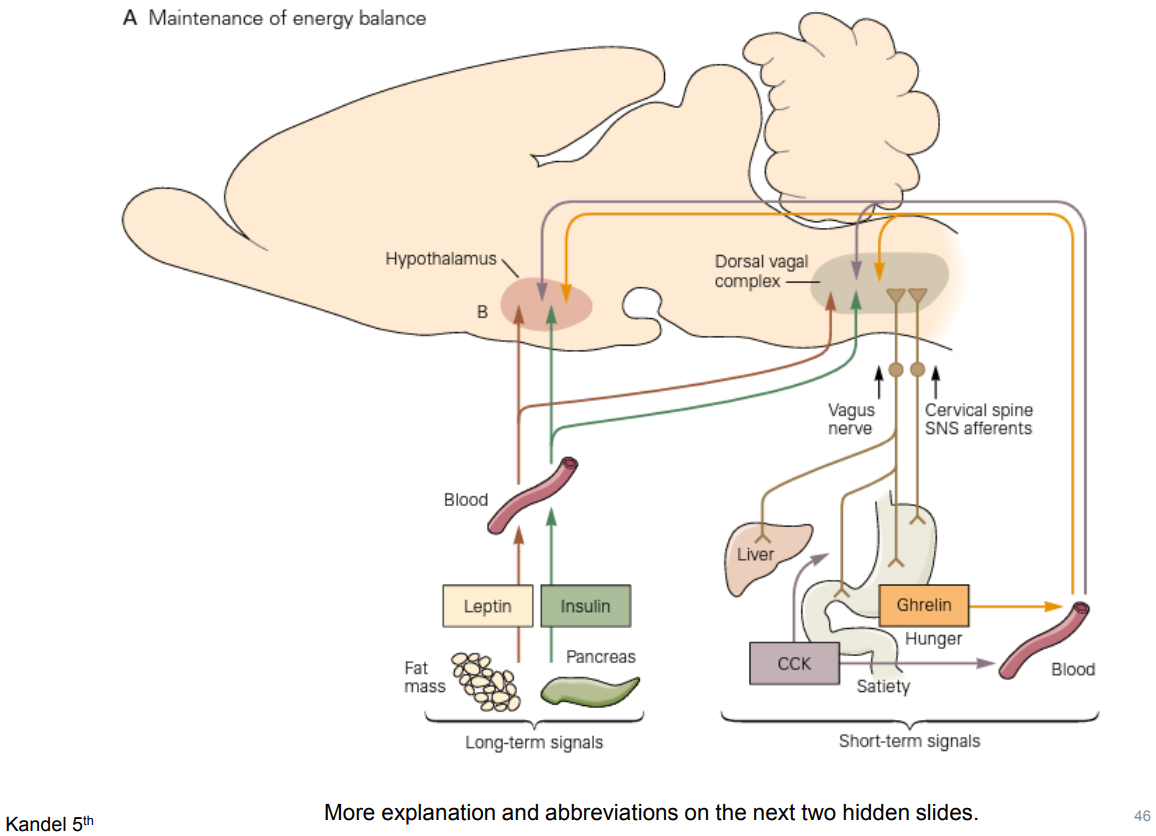 A Maintenance of energy balance
Hypothalamus
B
Dorsal vagal
complex
Vagus
nerve
Cervical spine
SNS afferents
Blood
Liver
Leptin
Insulin
Ghrelin
Hunger
CCK
Satiety
Blood
Fat
mass
Pancreas
Long-term signals
Short-term signals
Kandel 5th
More explanation and abbreviations on the next two hidden slides.
46